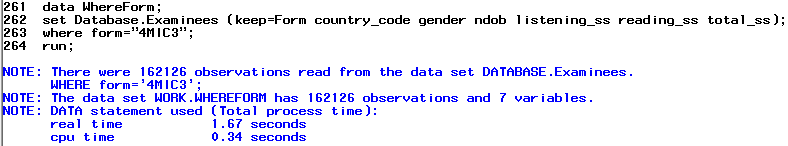 261 data WhereForm;
262 set Database.Examinees (keep=Form country_code gender ndob listening_ss reading_ss total_ss);
263 where form="4MIC3";
264 run;
NOTE: There were 162126 observations read from the data set DATABASE.Examinees.
WHERE form='4MIC3';
NOTE: The data set WORK.WHEREFORM has 162126 observations and 7 variables.
NOTE: DATA statement used (Total process time):
real time 1.67 seconds
cpu time 0.34 seconds